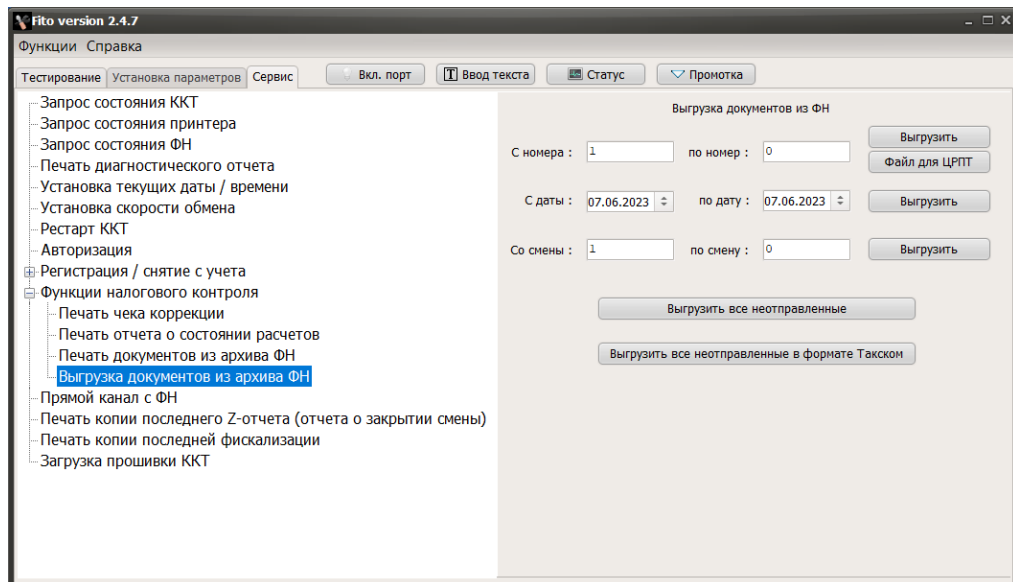 Fito version 2.4.7
Функции Справка
Тестирование Установка параметров Сервис Вкл. порт T Ввод текста Статус Промотка
Запрос состояния ККТ
Запрос состояния принтера
Запрос состояния ФН
Печать диагностического отчета
Установка текущих даты / времени
Установка скорости обмена
Рестарт ККТ
Авторизация
Регистрация / снятие с учета
Функции налогового контроля
Печать чека коррекции
Печать отчета о состоянии расчетов
Печать документов из архива ФН
Выгрузка документов из архива ФН
Прямой канал с ФН
Печать копии последнего Z-отчета (отчета о закрытии смены)
Печать копии последней фискализации
Загрузка прошивки ККТ
Выгрузка документов из ФН
С номера : 1 по номер : 0 Выгрузить
Файл для ЦРПТ
С даты : 07.06.2023 по дату : 07.06.2023 Выгрузить
Со смены : 1 по смену : 0 Выгрузить
Выгрузить все неотправленные
Выгрузить все неотправленные в формате Такском